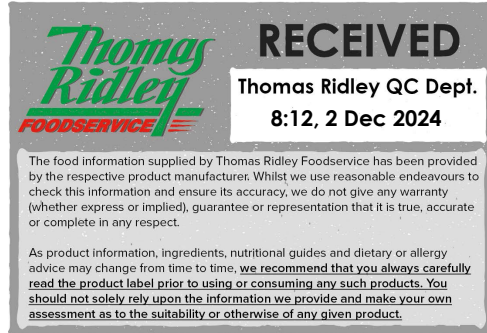 Thomas
Ridley
FOODSERVICE
RECEIVED
Thomas Ridley QC Dept.
8:12, 2 Dec 2024
The food information supplied by Thomas Ridley Foodservice has been provided
by the respective product manufacturer. Whilst we use reasonable endeavours to
check this information and ensure its accuracy, we do not give any warranty
(whether express or implied), guarantee or representation that it is true, accurate
or complete in any respect.
As product information, ingredients, nutritional guides and dietary or allergy
advice may change from time to time, we recommend that you always carefully
read the product label prior to using or consuming any such products. You
should not solely rely upon the information we provide and make your own
assessment as to the suitability or otherwise of any given product.